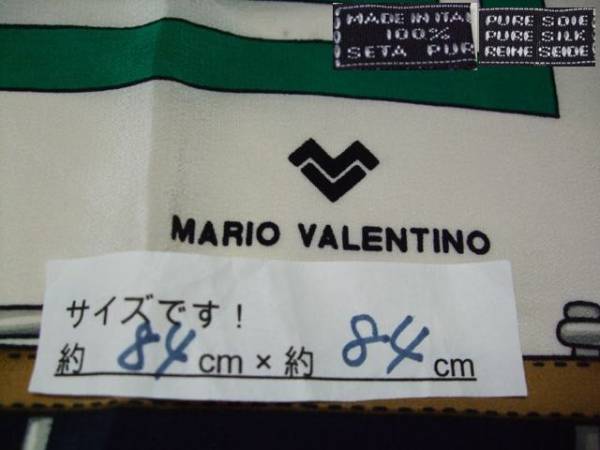 MADE IN ITAL
100%
SETA PUR
PURE SOIE
PURE SILK
REINE SEIDE
MARIO VALENTINO
サイズです！
約 84 cm × 約 84 cm